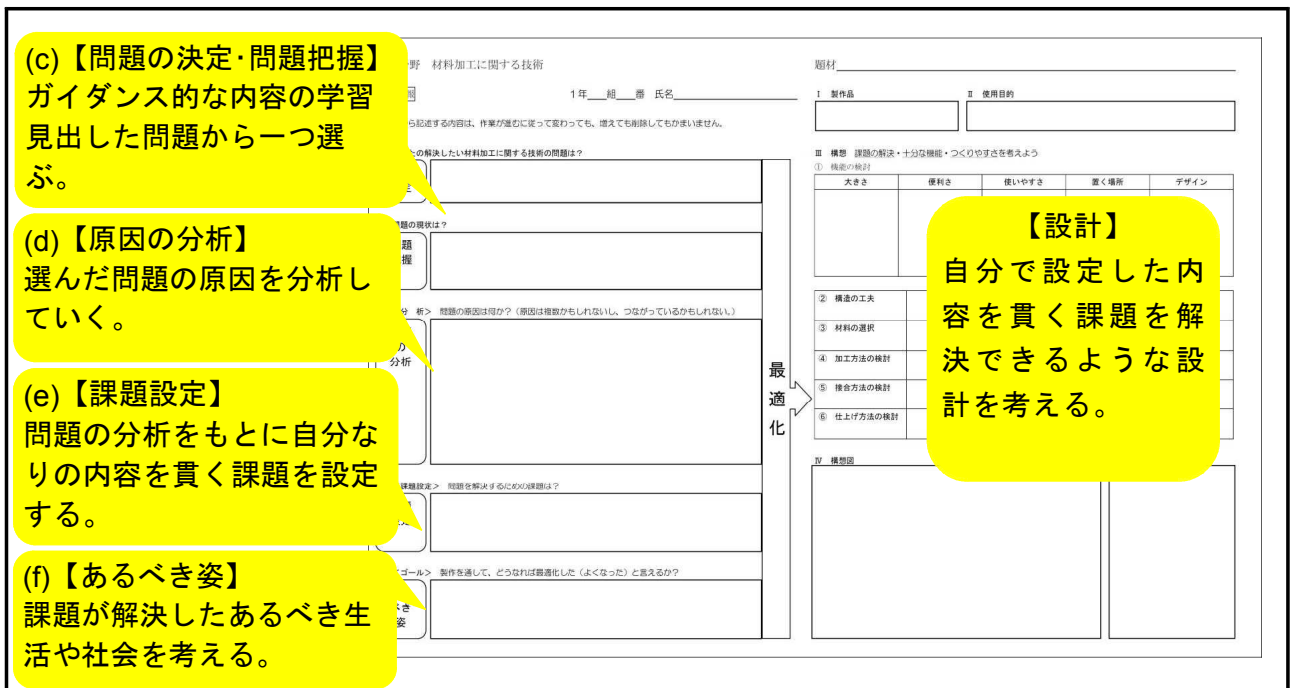 (c)【問題の決定･問題把握】
ガイダンス的な内容の学習
見出した問題から一つ選
ぶ。
(d)【原因の分析】
選んだ問題の原因を分析し
ていく。
(e)【課題設定】
問題の分析をもとに自分な
りの内容を貫く課題を設定
する。
(f)【あるべき姿】
課題が解決したあるべき生
活や社会を考える。
野 材料加工に関する技術
1年___組___番 氏名
ら記述する内容は、作業が進むに従って変わっても、増えても削除してもかまいません。
たの解決したい材料加工に関する技術の問題は？
題の現状は？
題
握
析＞ 問題の原因は何か？（原因は複数かもしれないし、つながっているかもしれない。）
の
分析
課題設定＞ 問題を解決するための課題は？
ゴール＞ 製作を通して、どうなれば最適化した（よくなった）と言えるか？
き
姿
最適化
題材
Ⅰ 製作品
Ⅱ 使用目的
Ⅲ 構想 課題の解決・十分な機能・つくりやすさを考えよう
① 機能の検討
大きさ 便利さ 使いやすさ 置く場所 デザイン
② 構造の工夫
③ 材料の選択
④ 加工方法の検討
⑤ 接合方法の検討
⑥ 仕上げ方法の検討
Ⅳ 構想図
【設計】
自分で設定した内
容を貫く課題を解
決できるような設
計を考える。